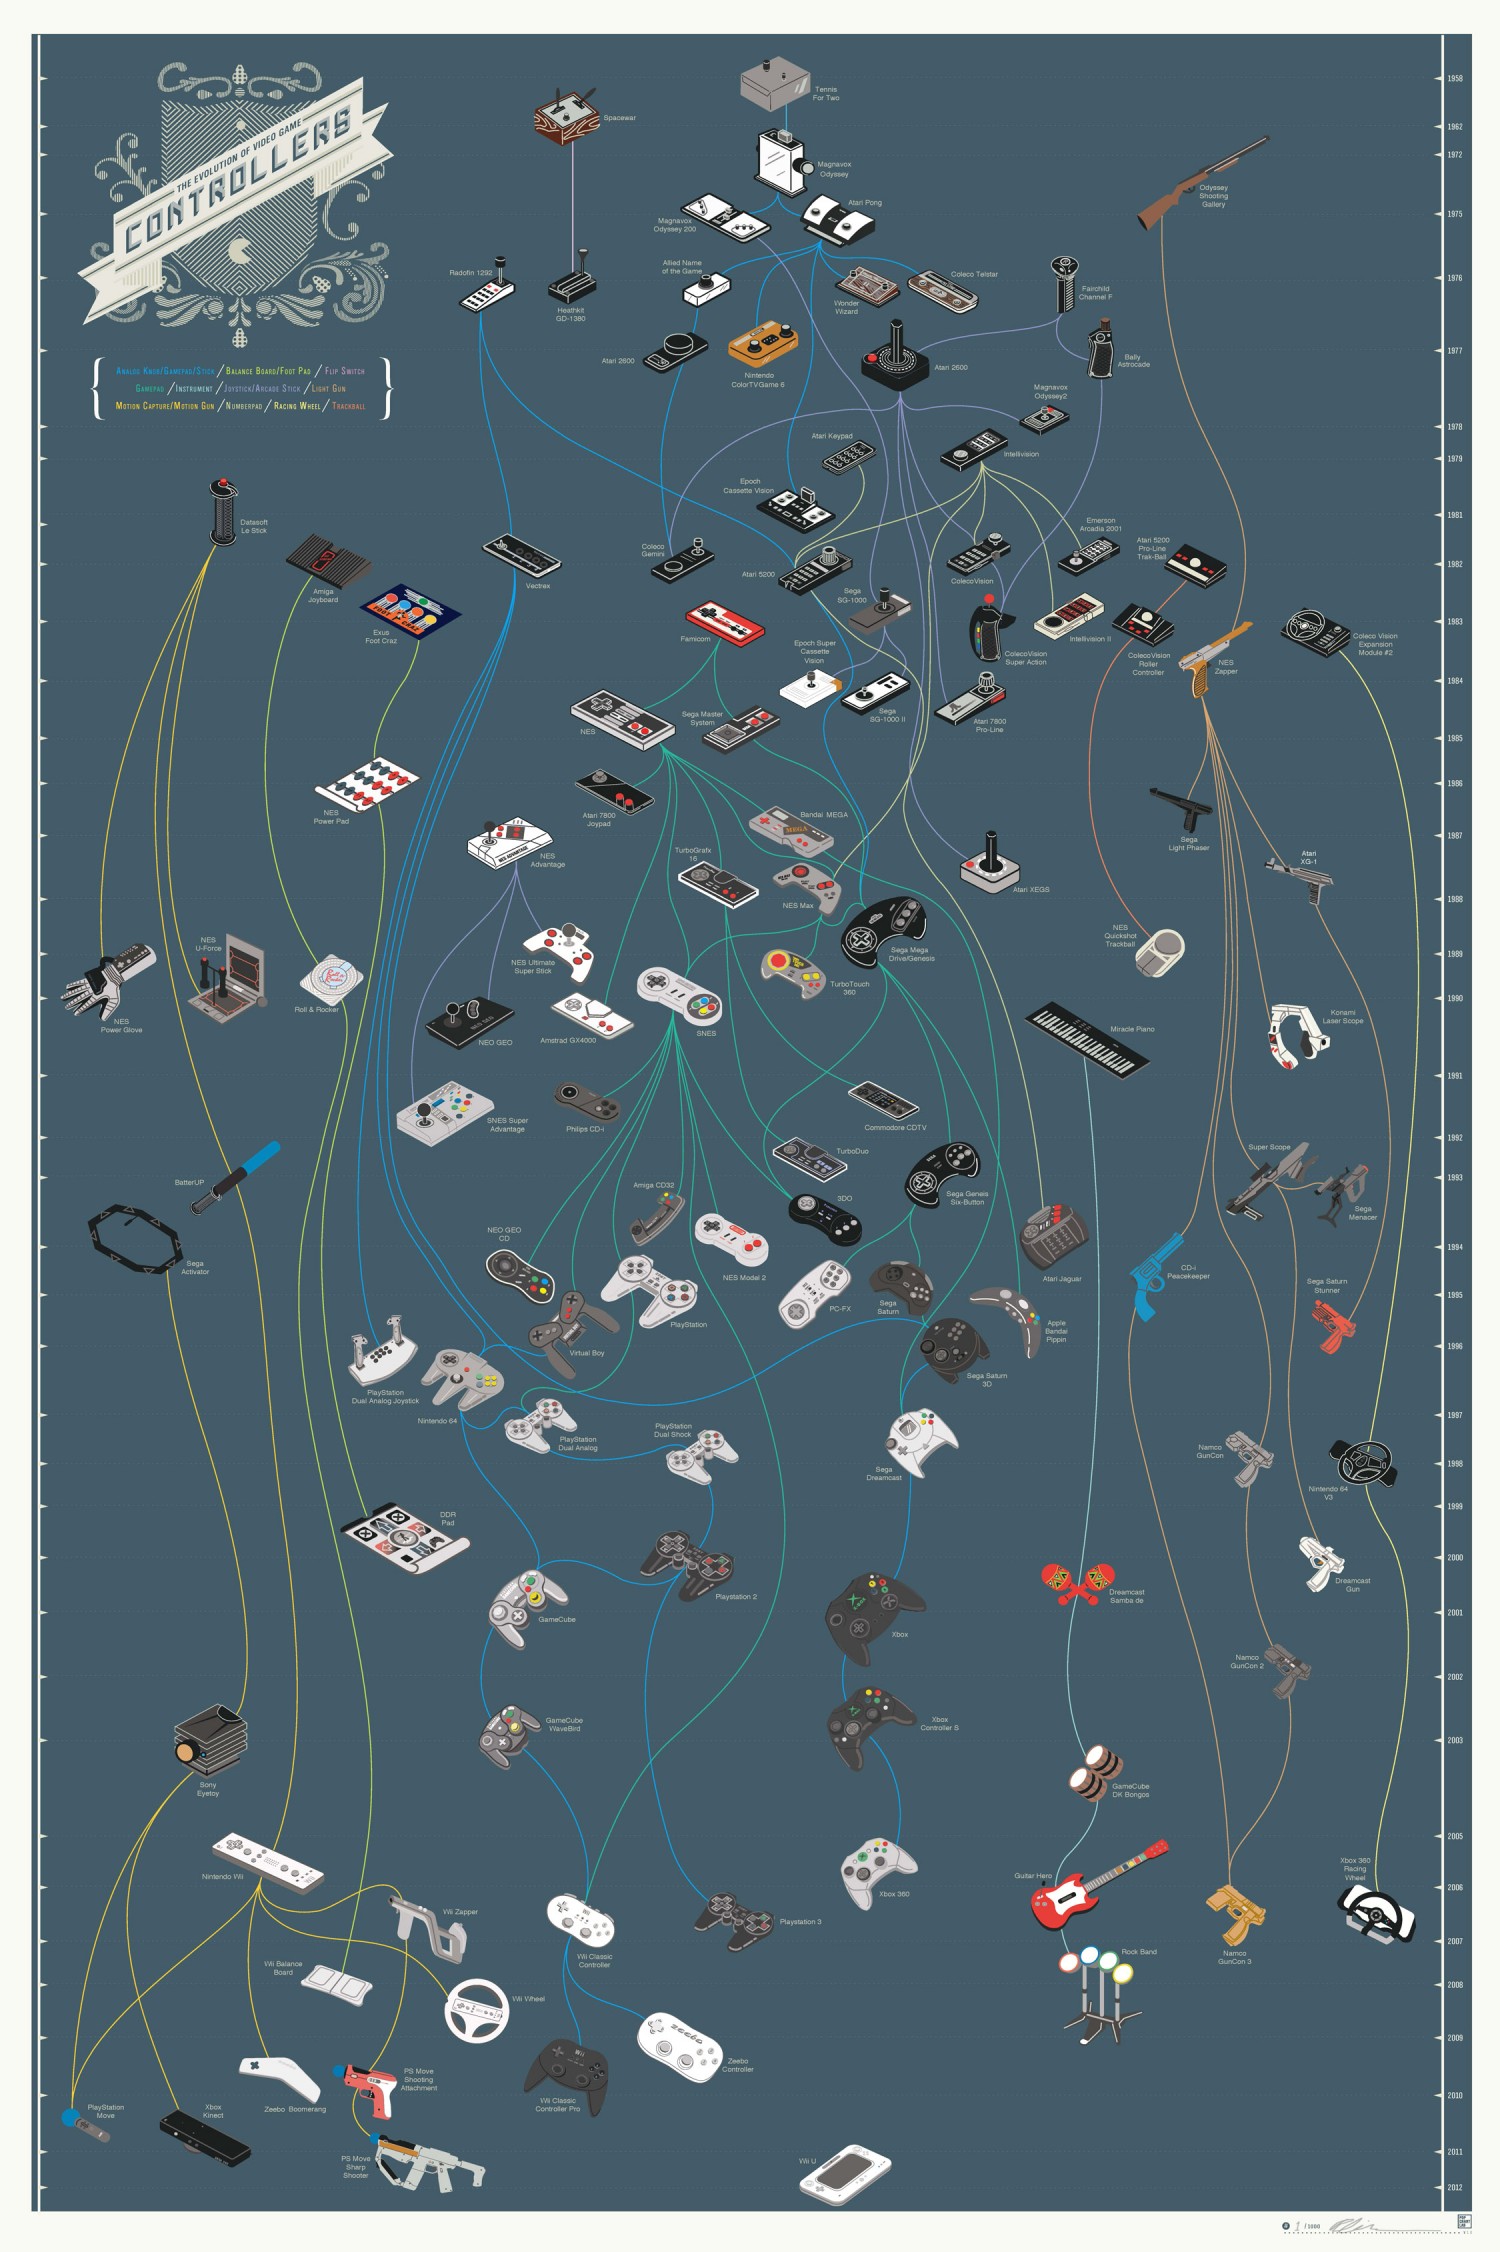 THE EVOLUTION OF VIDEO GAME
CONTROLLERS
ANALOG KNOB/GAMEPAD/STICK / BALANCE BOARD/FOOT PAD / FLIP SWITCH
GAMEPAD / INSTRUMENT / JOYSTICK/ARCADE STICK / LIGHT GUN
MOTION CAPTURE/MOTION GUN / NUMBERPAD / RACING WHEEL / TRACKBALL
Tennis
For Two
1958
Spacewar
1962
Magnavox
Odyssey
1972
Odyssey
Shooting
Gallery
Magnavox
Odyssey 200
Atari Pong
1975
Radofin 1292
Heathkit
GD-1380
Allied Name
of the Game
Wonder
Wizard
Coleco Telstar
Fairchild
Channel F
1976
Atari 2600
Nintendo
ColorTVGame 6
Atari 2600
Bally
Astrocade
1977
Magnavox
Odyssey2
1978
Atari Keypad
Intellivision
1979
Epoch
Cassette Vision
1981
Datasoft
Le Stick
Amiga
Joyboard
Vectrex
Coleco
Gemini
Atari 5200
ColecoVision
Emerson
Arcadia 2001
Atari 5200
Pro-Line
Trak-Ball
1982
Exus
Foot Craz
Famicom
Sega
SG-1000
ColecoVision
Super Action
Intellivision II
ColecoVision
Roller
Controller
NES
Zapper
Coleco Vision
Expansion
Module #2
1983
Epoch Super
Cassette
Vision
Sega
SG-1000 II
Atari 7800
Pro-Line
1984
NES
Sega Master
System
1985
NES
Power Pad
Atari 7800
Joypad
Bandai MEGA
MEGA
Sega
Light Phaser
1986
NES
Advantage
NES ADVANTAGE
TurboGrafx
16
NES Max
Atari XEGS
Atari
XG-1
1987
1988
NES
Power Glove
NES
U-Force
Roll & Rocker
NES Ultimate
Super Stick
Sega Mega
Drive/Genesis
TurboTouch
360
NES
Quickshot
Trackball
1989
NEO GEO
Amstrad GX4000
SNES
Miracle Piano
Konami
Laser Scope
1990
SNES Super
Advantage
Philips CD-i
Commodore CDTV
1991
TurboDuo
1992
BatterUP
Amiga CD32
3DO
Sega Geneis
Six-Button
Super Scope
Sega
Menacer
1993
Sega
Activator
NEO GEO
CD
NES Model 2
Atari Jaguar
CD-i
Peacekeeper
1994
PlayStation
PC-FX
Sega
Saturn
Sega Saturn
Stunner
1995
Virtual Boy
Apple
Bandai
Pippin
PlayStation
Dual Analog Joystick
Nintendo 64
Sega Saturn
3D
1996
PlayStation
Dual Analog
PlayStation
Dual Shock
Sega
Dreamcast
1997
Namco
GunCon
Nintendo 64
V3
1998
DDR
Pad
1999
GameCube
Playstation 2
Dreamcast
Samba de
Dreamcast
Gun
2000
Xbox
2001
Namco
GunCon 2
2002
Sony
Eyetoy
GameCube
WaveBird
Xbox
Controller S
GameCube
DK Bongos
2003
2005
Nintendo Wii
Xbox 360
Guitar Hero
Xbox 360
Racing
Wheel
2006
Wii Zapper
Wii Classic
Controller
Playstation 3
Namco
GunCon 3
2007
Wii Balance
Board
Wii Wheel
Rock Band
2008
Zeebo Boomerang
PS Move
Shooting
Attachment
Wii
Wii Classic
Controller Pro
zeebo
Zeebo
Controller
2009
PlayStation
Move
Xbox
Kinect
2010
PS Move
Sharp
Shooter
Wii U
2011
2012
1 / 1000
POP
CHART
LAB